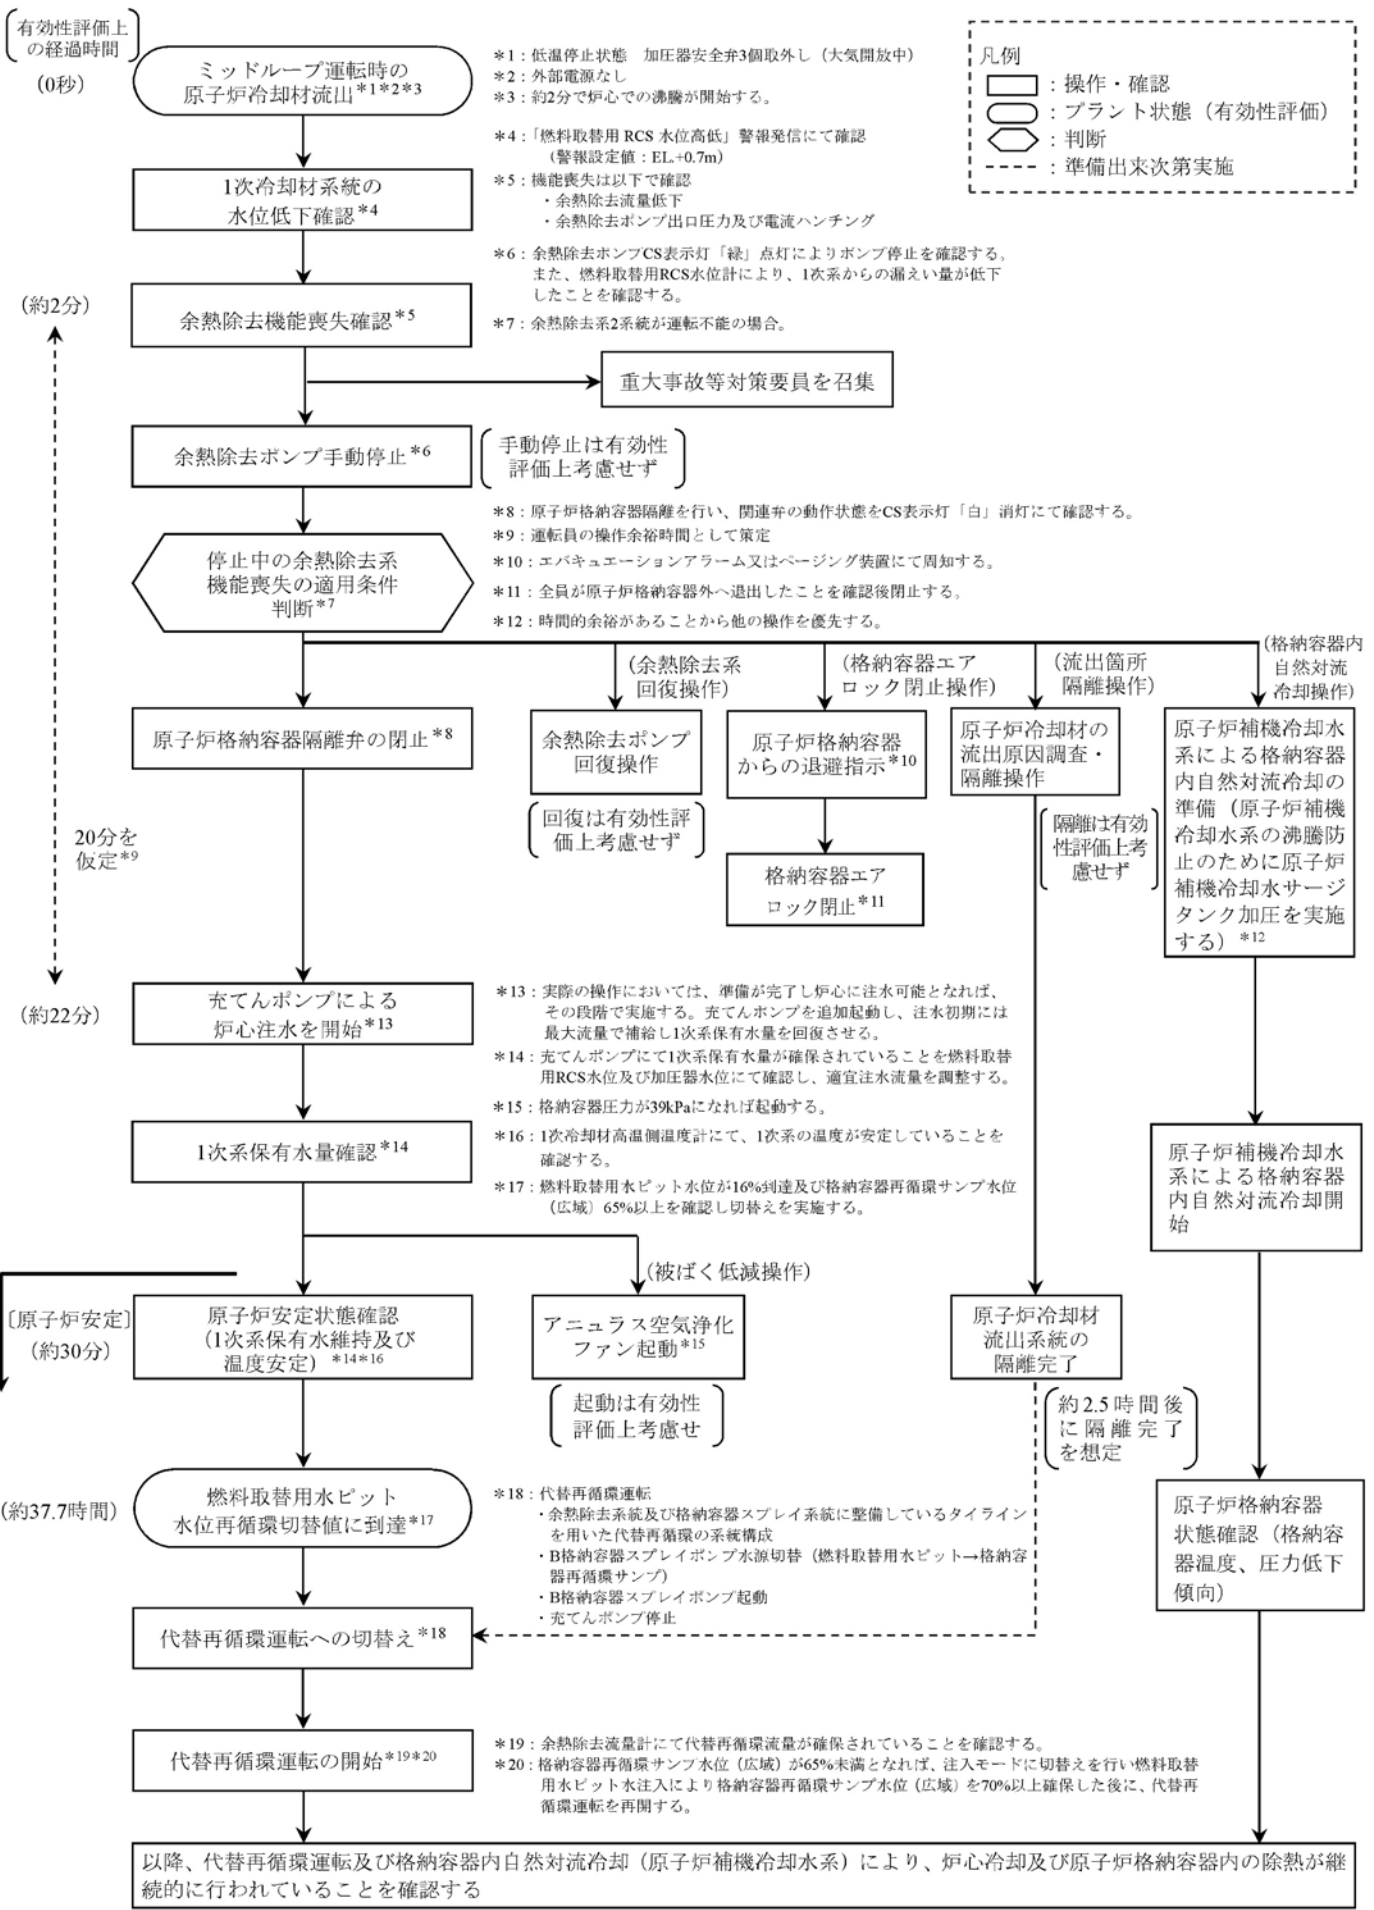 有効性評価上
の経過時間
(0秒)
ミッドループ運転時の
原子炉冷却材流出*1*2*3
*1：低温停止状態　加圧器安全弁3個取外し（大気開放中）
*2：外部電源なし
*3：約2分で炉心での沸騰が開始する。
凡例
：操作・確認
：プラント状態（有効性評価）
：判断
：準備出来次第実施
*4：「燃料取替用 RCS 水位高低」警報発信にて確認
（警報設定値：EL.+0.7m）
1次冷却材系統の
水位低下確認*4
*5：機能喪失は以下で確認
・余熱除去流量低下
・余熱除去ポンプ出口圧力及び電流ハンチング
*6：余熱除去ポンプCS表示灯「緑」点灯によりポンプ停止を確認する。
また、燃料取替用RCS水位計により、1次系からの漏えい量が低下
したことを確認する。
(約2分)
余熱除去機能喪失確認*5
*7：余熱除去系2系統が運転不能の場合。
重大事故等対策要員を召集
余熱除去ポンプ手動停止*6
手動停止は有効性
評価上考慮せず
*8：原子炉格納容器隔離を行い、関連弁の動作状態をCS表示灯「白」消灯にて確認する。
*9：運転員の操作余裕時間として策定
*10：エバキュエーションアラーム又はページング装置にて周知する。
*11：全員が原子炉格納容器外へ退出したことを確認後閉止する。
*12：時間的余裕があることから他の操作を優先する。
停止中の余熱除去系
機能喪失の適用条件
判断*7
(余熱除去系
回復操作)
(格納容器エア
ロック閉止操作)
(流出箇所
隔離操作)
(格納容器内
自然対流
冷却操作)
原子炉格納容器隔離弁の閉止*8
余熱除去ポンプ
回復操作
原子炉格納容器
からの退避指示*10
原子炉冷却材の
流出原因調査・
隔離操作
原子炉補機冷却水
系による格納容器
内自然対流冷却の
準備（原子炉補機
冷却水系の沸騰防
止のために原子炉
補機冷却水サージ
タンク加圧を実施
する）*12
回復は有効性評
価上考慮せず
隔離は有効
性評価上考
慮せず
20分を
仮定*9
格納容器エア
ロック閉止*11
(約22分)
充てんポンプによる
炉心注水を開始*13
*13：実際の操作においては、準備が完了し炉心に注水可能となれば、
その段階で実施する。充てんポンプを追加起動し、注水初期には
最大流量で補給し1次系保有水量を回復させる。
*14：充てんポンプにて1次系保有水量が確保されていることを燃料取替
用RCS水位及び加圧器水位にて確認し、適宜注水流量を調整する。
*15：格納容器圧力が39kPaになれば起動する。
*16：1次冷却材高温側温度計にて、1次系の温度が安定していることを
確認する。
*17：燃料取替用水ピット水位が16%到達及び格納容器再循環サンプ水位
（広域）65%以上を確認し切替えを実施する。
1次系保有水量確認*14
原子炉補機冷却水
系による格納容器
内自然対流冷却開
始
(被ばく低減操作)
〔原子炉安定〕
(約30分)
原子炉安定状態確認
（1次系保有水維持及び
温度安定）*14*16
アニュラス空気浄化
ファン起動*15
原子炉冷却材
流出系統の
隔離完了
起動は有効性
評価上考慮せ
約2.5時間後
に隔離完了
を想定
(約37.7時間)
燃料取替用水ピット
水位再循環切替値に到達*17
*18：代替再循環運転
・余熱除去系統及び格納容器スプレイ系統に整備しているタイライン
を用いた代替再循環の系統構成
・B格納容器スプレイポンプ水源切替（燃料取替用水ピット→格納容
器再循環サンプ）
・B格納容器スプレイポンプ起動
・充てんポンプ停止
原子炉格納容器
状態確認（格納容
器温度、圧力低下
傾向）
代替再循環運転への切替え*18
代替再循環運転の開始*19*20
*19：余熱除去流量計にて代替再循環流量が確保されていることを確認する。
*20：格納容器再循環サンプ水位（広域）が65%未満となれば、注入モードに切替えを行い燃料取替
用水ピット水注入により格納容器再循環サンプ水位（広域）を70%以上確保した後に、代替再
循環運転を再開する。
以降、代替再循環運転及び格納容器内自然対流冷却（原子炉補機冷却水系）により、炉心冷却及び原子炉格納容器内の除熱が継
続的に行われていることを確認する